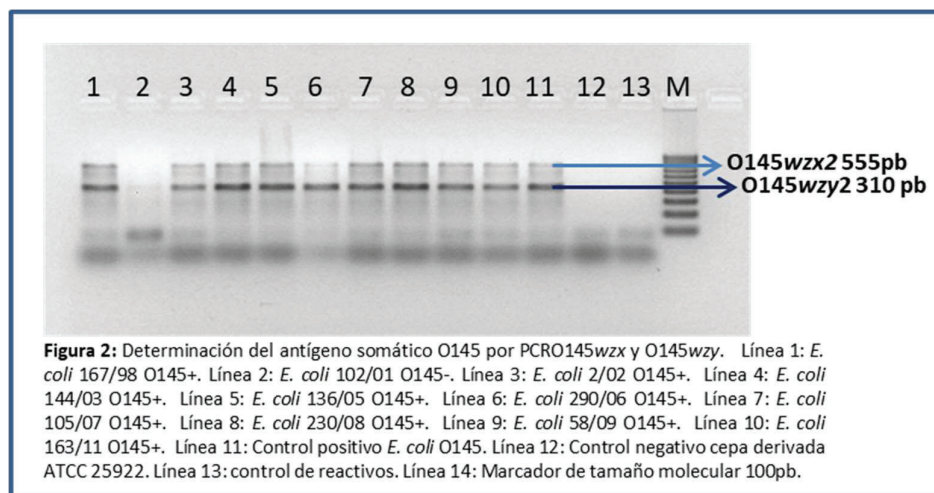 1 2 3 4 5 6 7 8 9 10 11 12 13 M
O145wzx2 555pb
O145wzy2 310 pb
Figura 2: Determinación del antígeno somático O145 por PCRO145wzx y O145wzy. Línea 1: E.
coli 167/98 O145+. Línea 2: E. coli 102/01 O145-. Línea 3: E. coli 2/02 O145+. Línea 4: E. coli
144/03 O145+. Línea 5: E. coli 136/05 O145+. Línea 6: E. coli 290/06 O145+. Línea 7: E. coli
105/07 O145+. Línea 8: E. coli 230/08 O145+. Línea 9: E. coli 58/09 O145+. Línea 10: E. coli
163/11 O145+. Línea 11: Control positivo E. coli O145. Línea 12: Control negativo cepa derivada
ATCC 25922. Línea 13: control de reactivos. Línea 14: Marcador de tamaño molecular 100pb.